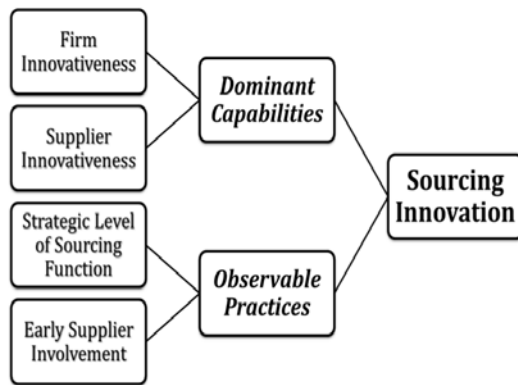 Firm
Innovativeness
Supplier
Innovativeness
Strategic Level
of Sourcing
Function
Early Supplier
Involvement
Dominant
Capabilities
Observable
Practices
Sourcing
Innovation